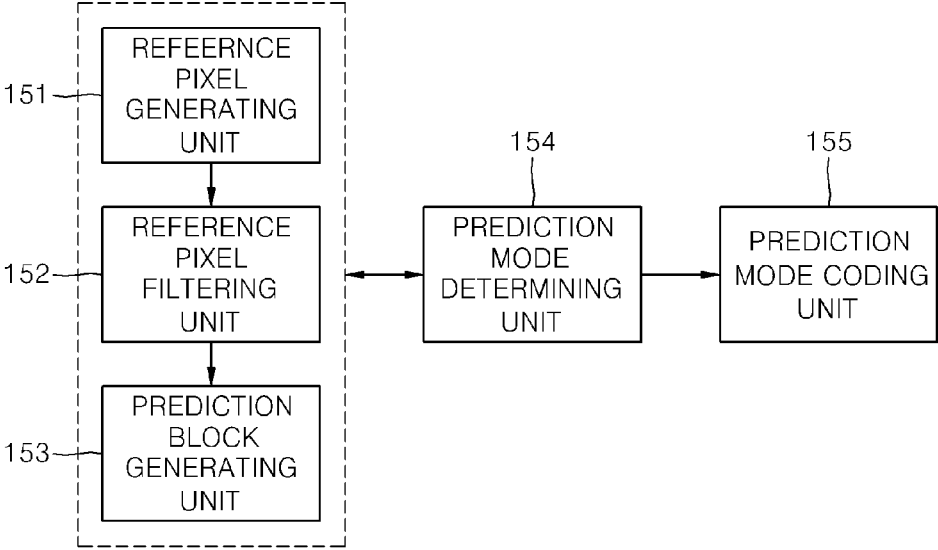 151
REFEERNCE
PIXEL
GENERATING
UNIT
152
REFERENCE
PIXEL
FILTERING
UNIT
153
PREDICTION
BLOCK
GENERATING
UNIT
154
PREDICTION
MODE
DETERMINING
UNIT
155
PREDICTION
MODE CODING
UNIT